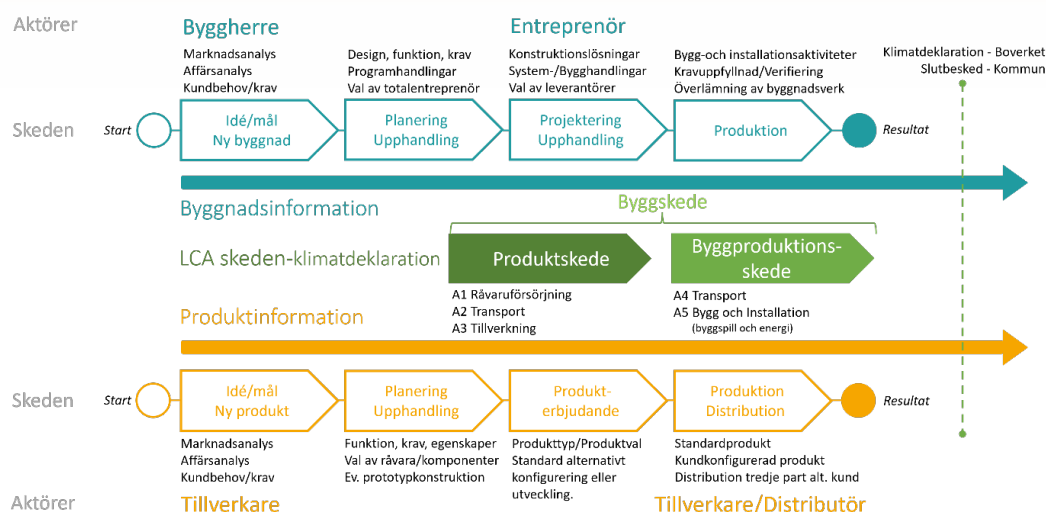 Aktörer
Byggherre
Entreprenör
Marknadsanalys
Affärsanalys
Kundbehov/krav
Design, funktion, krav
Programhandlingar
Val av totalentreprenör
Konstruktionslösningar
System-/Bygghandlingar
Val av leverantörer
Bygg-och installationsaktiviteter
Kravuppfyllnad/Verifiering
Överlämning av byggnadsverk
Klimatdeklaration - Boverket
Slutbesked - Kommun
Skeden
Start
Idé/mål
Ny byggnad
Planering
Upphandling
Projektering
Upphandling
Produktion
Resultat
Byggnadsinformation
Byggskede
LCA skeden-klimatdeklaration
Produktskede
Byggproduktions-
skede
A1 Råvaruförsörjning
A2 Transport
A3 Tillverkning
A4 Transport
A5 Bygg och Installation
(byggspill och energi)
Produktinformation
Skeden
Start
Idé/mål
Ny produkt
Planering
Upphandling
Produkt-
erbjudande
Produktion
Distribution
Resultat
Marknadsanalys
Affärsanalys
Kundbehov/krav
Funktion, krav, egenskaper
Val av råvara/komponenter
Ev. prototypkonstruktion
Produkttyp/Produktval
Standard alternativt
konfigurering eller
utveckling.
Standardprodukt
Kundkonfigurerad produkt
Distribution tredje part alt. kund
Aktörer
Tillverkare
Tillverkare/Distributör